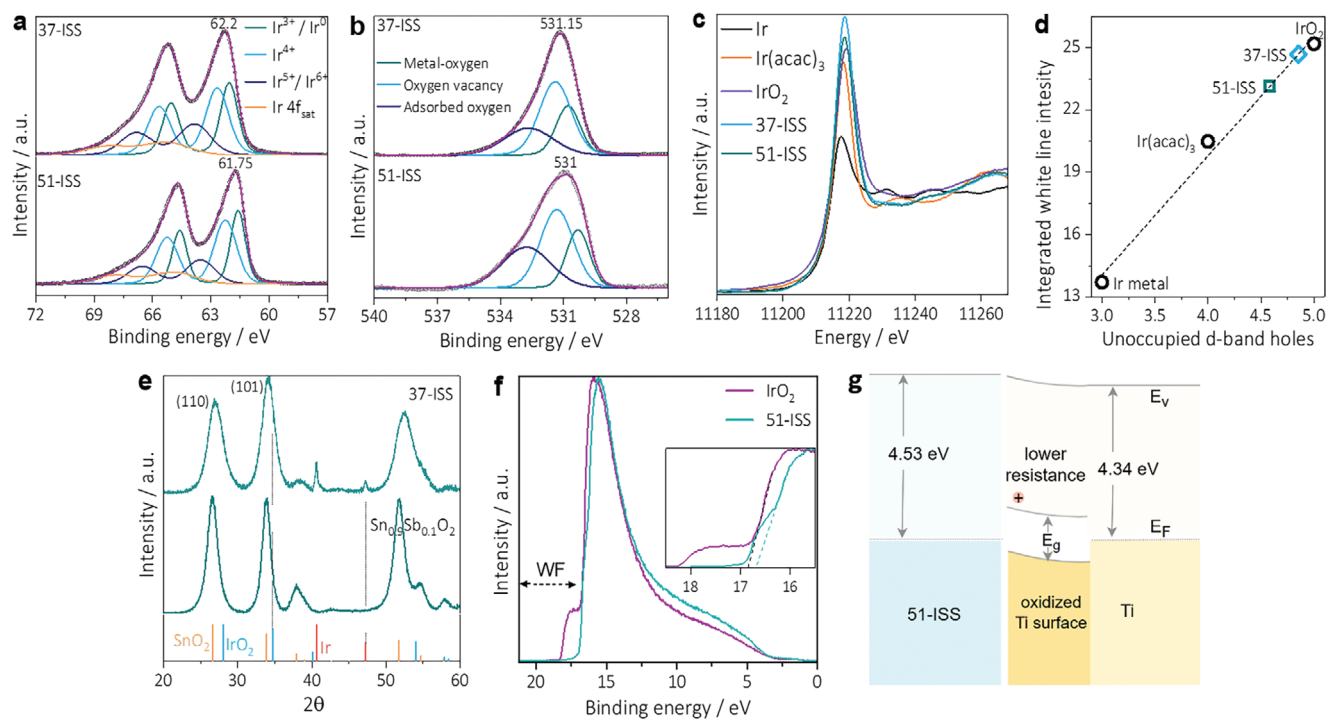 a
37-ISS
62.2
Ir3+ / Ir0
Ir4+
Ir5+/ Ir6+
Ir 4fsat
51-ISS
61.75
Intensity / a.u.
72 69 66 63 60 57
Binding energy / eV
b
37-ISS
531.15
Metal-oxygen
Oxygen vacancy
Adsorbed oxygen
51-ISS
531
Intensity / a.u.
540 537 534 531 528
Binding energy / eV
c
Ir
Ir(acac)3
IrO2
37-ISS
51-ISS
Intensity / a.u.
11180 11200 11220 11240 11260
Energy / eV
d
IrO2
37-ISS
51-ISS
Ir(acac)3
Ir metal
Integrated white line intesity
25
22
19
16
13
3.0 3.5 4.0 4.5 5.0
Unoccupied d-band holes
e
(110)
(101)
37-ISS
Sn0.9Sb0.1O2
SnO2
IrO2
Ir
Intensity / a.u.
20 30 40 50 60
2θ
f
IrO2
51-ISS
WF
18 17 16
Intensity / a.u.
20 15 10 5 0
Binding energy / eV
g
Ev
4.53 eV
lower
resistance
4.34 eV
+
EF
Eg
51-ISS
oxidized
Ti surface
Ti